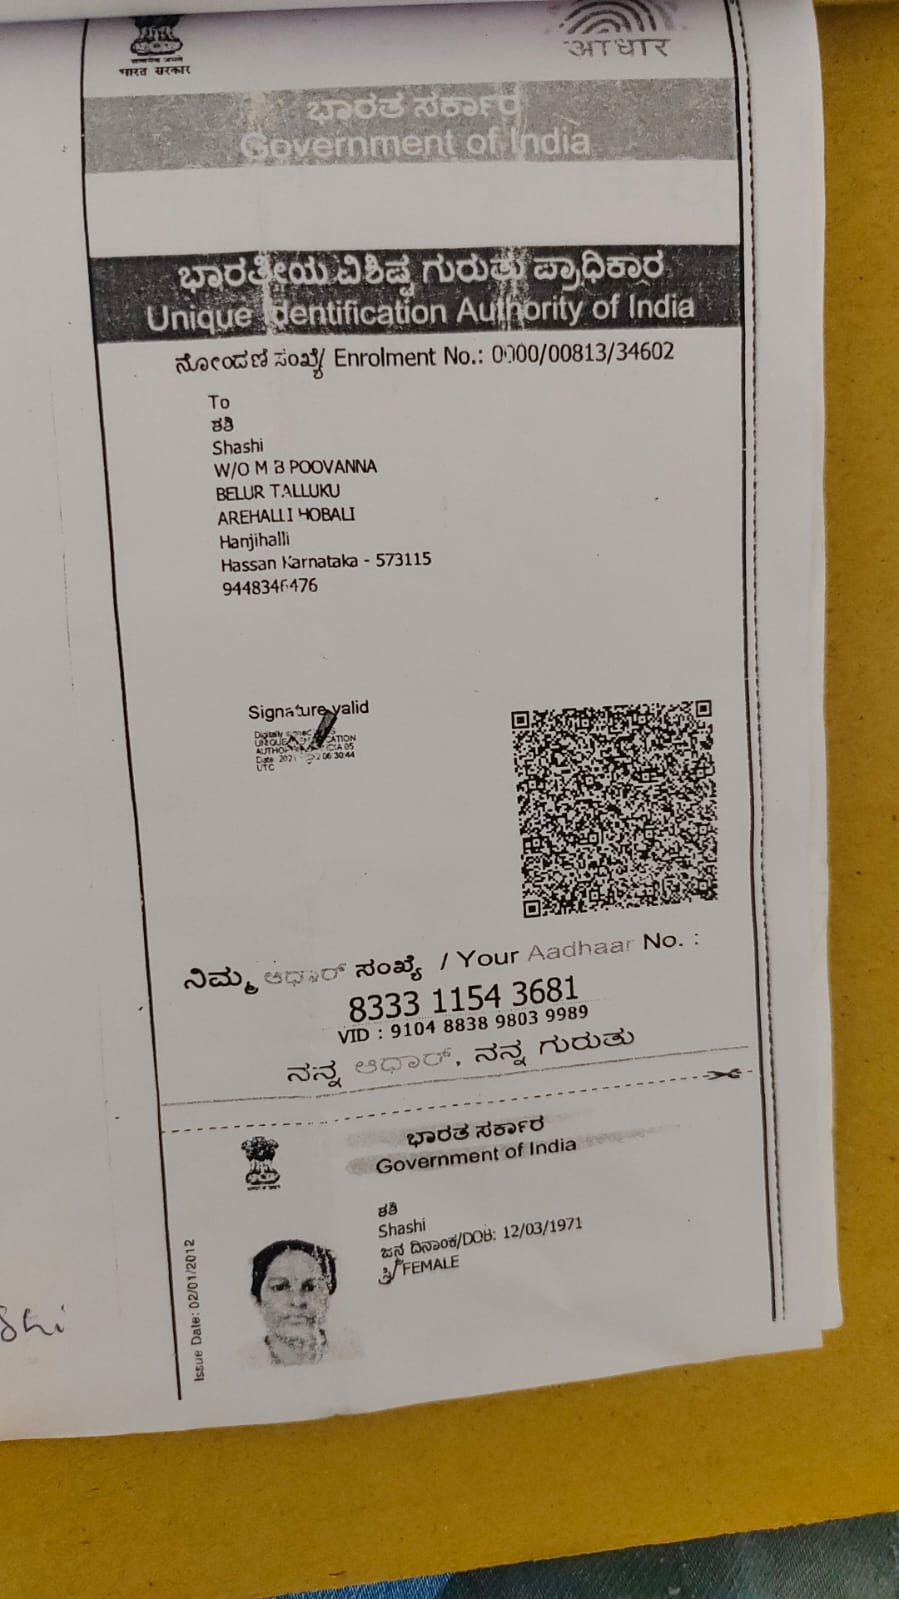 भारत सरकार
आधार
ಭಾರತ ಸರ್ಕಾರ
Government of India
ಭಾರತೀಯ ವಿಶಿಷ್ಟ ಗುರುತು ಪ್ರಾಧಿಕಾರ
Unique Identification Authority of India
ನೋಂದಣಿ ಸಂಖ್ಯೆ/ Enrolment No.: 0000/00813/34602
To
ಶಶಿ
Shashi
W/O M B POOVANNA
BELUR TALLUKU
AREHALLI HOBALI
Hanjihalli
Hassan Karnataka - 573115
9448346476
Signature valid
Digitally
UTC
ನಿಮ್ಮ ಆಧಾರ್ ಸಂಖ್ಯೆ / Your Aadhaar No. :
8333 1154 3681
VID : 9104 8838 9803 9989
ನನ್ನ ಆಧಾರ್, ನನ್ನ ಗುರುತು
ಭಾರತ ಸರ್ಕಾರ
Government of India
ಶಶಿ
Shashi
ಜನ್ಮ ದಿನಾಂಕ/DOB: 12/03/1971
ಸ್ತ್ರೀ/FEMALE
Issue Date: 02/01/2012